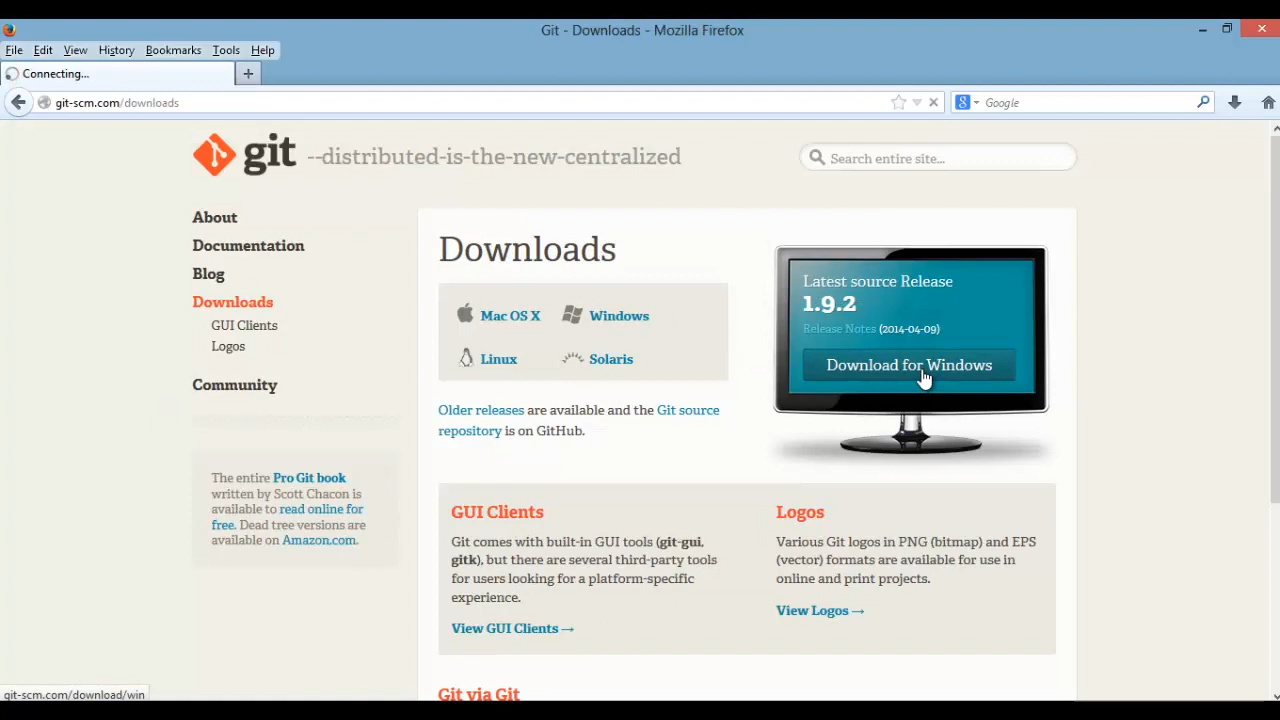 Git - Downloads - Mozilla Firefox
File Edit View History Bookmarks Tools Help
Connecting...
git-scm.com/downloads
Google
git --distributed-is-the-new-centralized
Search entire site...
About
Documentation
Blog
Downloads
GUI Clients
Logos
Community
The entire Pro Git book
written by Scott Chacon is
available to read online for
free. Dead tree versions are
available on Amazon.com.
Downloads
Mac OS X Windows
Linux Solaris
Older releases are available and the Git source
repository is on GitHub.
Latest source Release
1.9.2
Release Notes (2014-04-09)
Download for Windows
GUI Clients
Git comes with built-in GUI tools (git-gui,
gitk), but there are several third-party tools
for users looking for a platform-specific
experience.
View GUI Clients →
Logos
Various Git logos in PNG (bitmap) and EPS
(vector) formats are available for use in
online and print projects.
View Logos →
Git via Git
git-scm.com/download/win